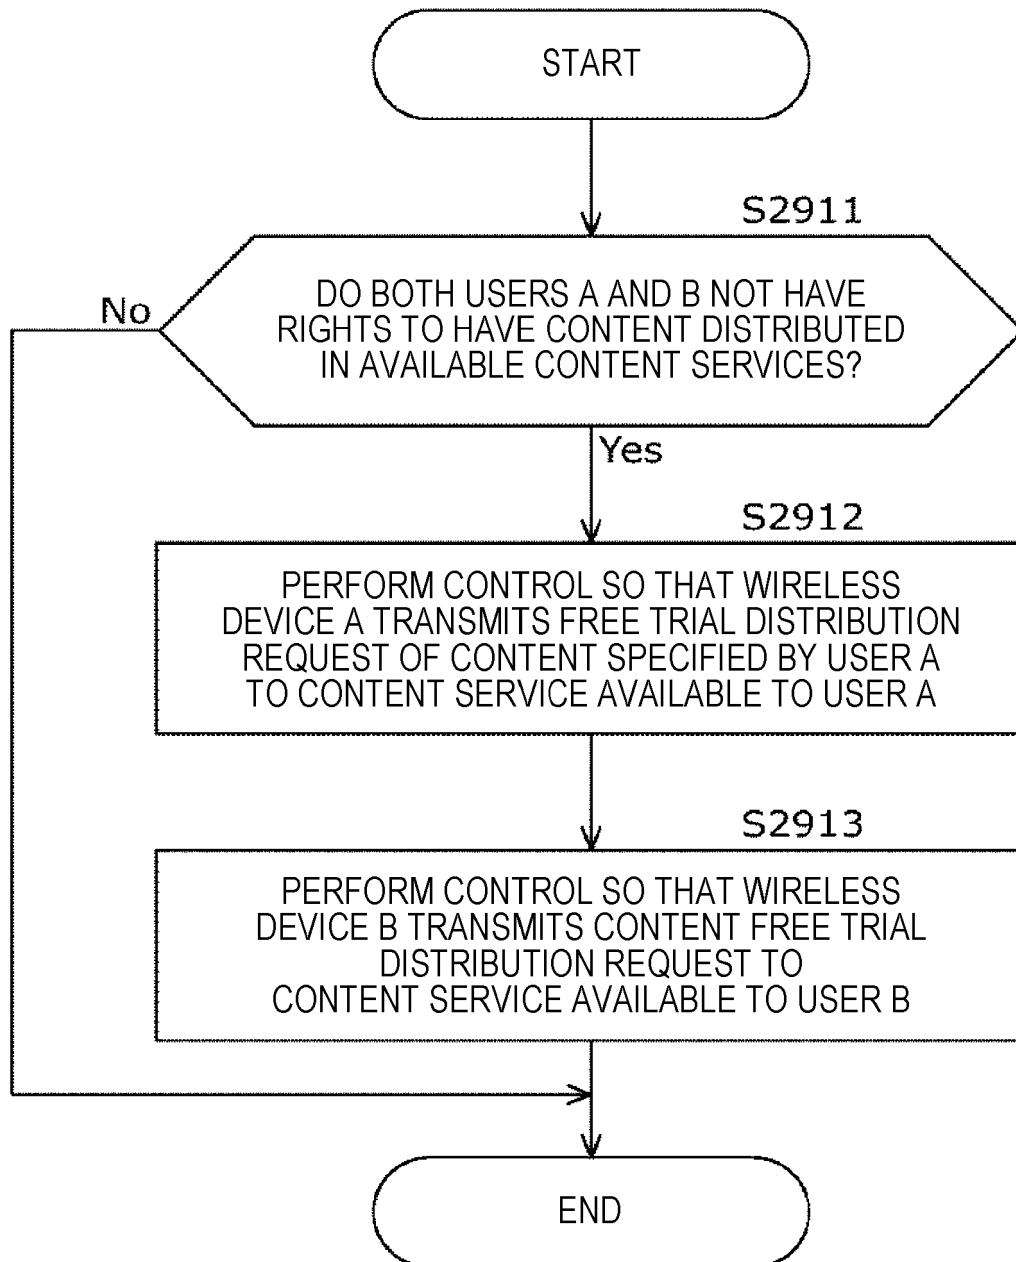 START
S2911
DO BOTH USERS A AND B NOT HAVE
RIGHTS TO HAVE CONTENT DISTRIBUTED
IN AVAILABLE CONTENT SERVICES?
No
Yes
S2912
PERFORM CONTROL SO THAT WIRELESS
DEVICE A TRANSMITS FREE TRIAL DISTRIBUTION
REQUEST OF CONTENT SPECIFIED BY USER A
TO CONTENT SERVICE AVAILABLE TO USER A
S2913
PERFORM CONTROL SO THAT WIRELESS
DEVICE B TRANSMITS CONTENT FREE TRIAL
DISTRIBUTION REQUEST TO
CONTENT SERVICE AVAILABLE TO USER B
END